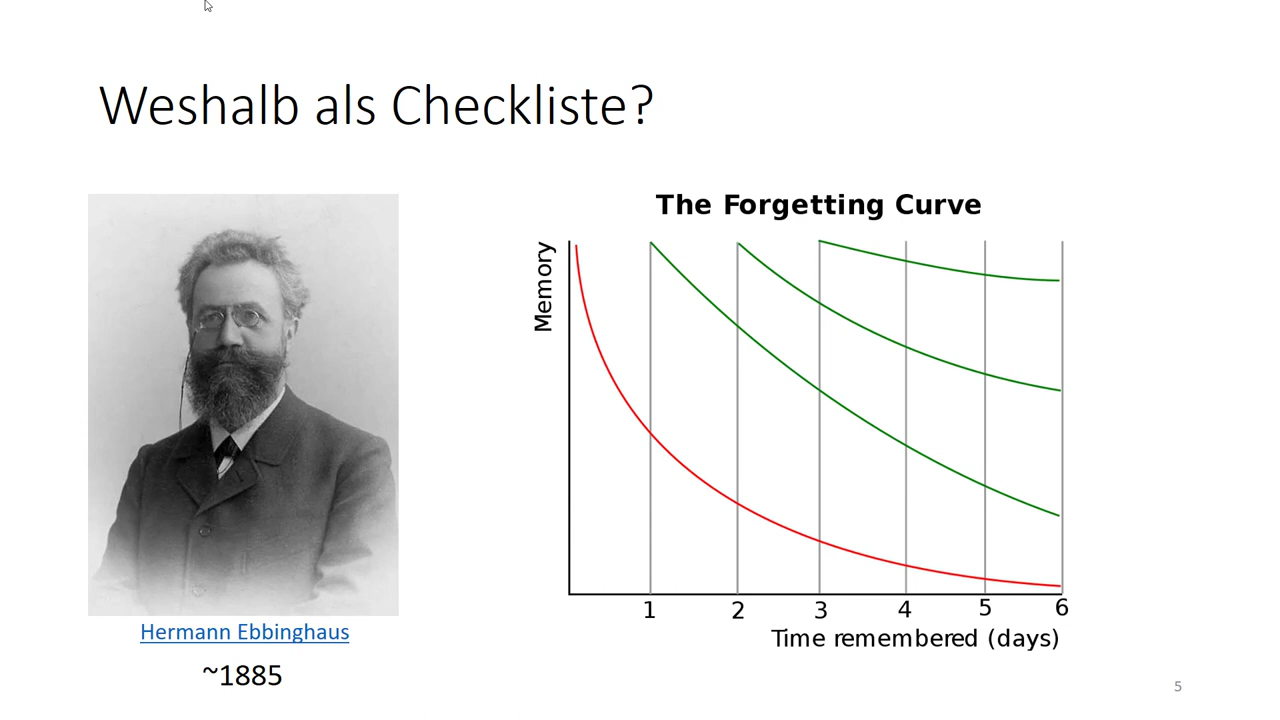 Weshalb als Checkliste?
Hermann Ebbinghaus
~1885
The Forgetting Curve
Memory
1 2 3 4 5 6
Time remembered (days)
5